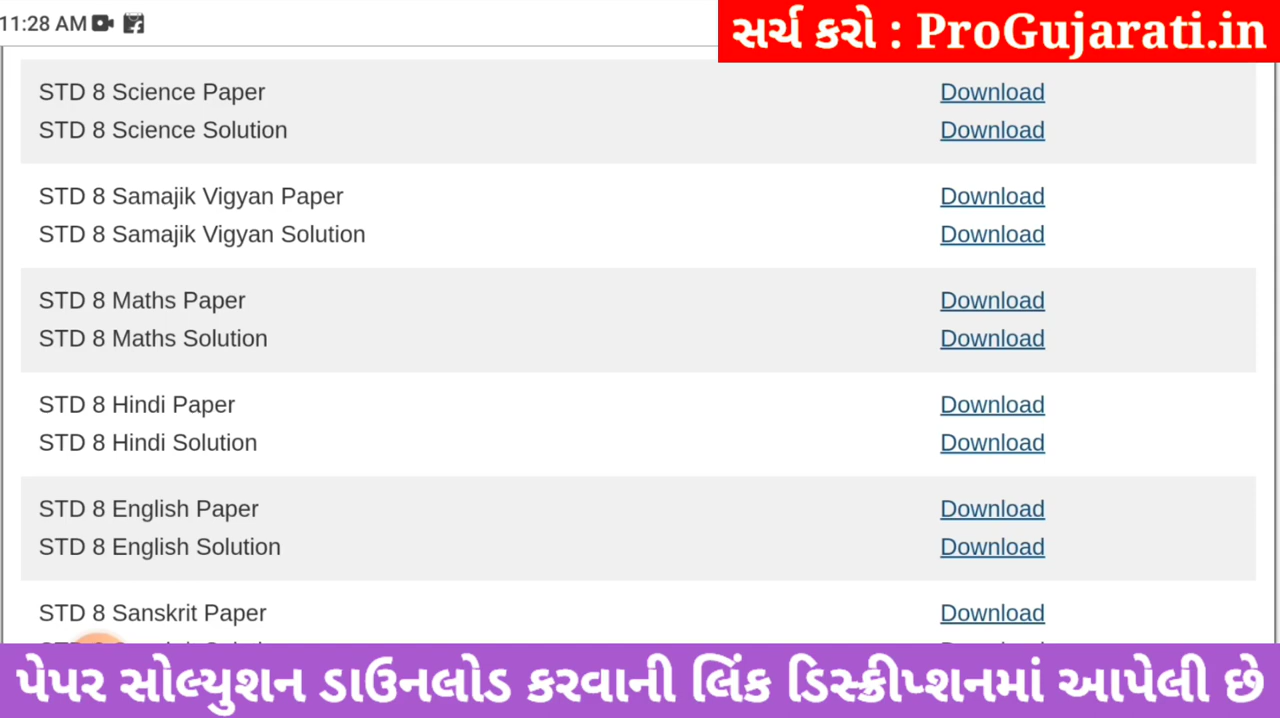 11:28 AM
સર્ચ કરો : ProGujarati.in
STD 8 Science Paper Download
STD 8 Science Solution Download
STD 8 Samajik Vigyan Paper Download
STD 8 Samajik Vigyan Solution Download
STD 8 Maths Paper Download
STD 8 Maths Solution Download
STD 8 Hindi Paper Download
STD 8 Hindi Solution Download
STD 8 English Paper Download
STD 8 English Solution Download
STD 8 Sanskrit Paper Download
પેપર સોલ્યુશન ડાઉનલોડ કરવાની લિંક ડિસ્ક્રીપ્શનમાં આપેલી છે